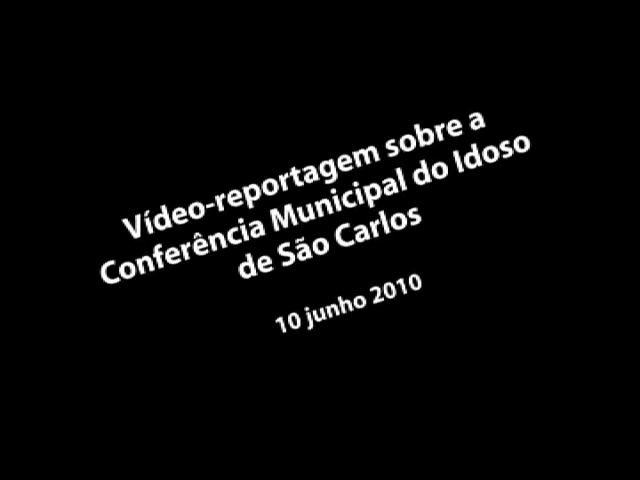 Vídeo-reportagem sobre a
Conferência Municipal do Idoso
de São Carlos
10 junho 2010